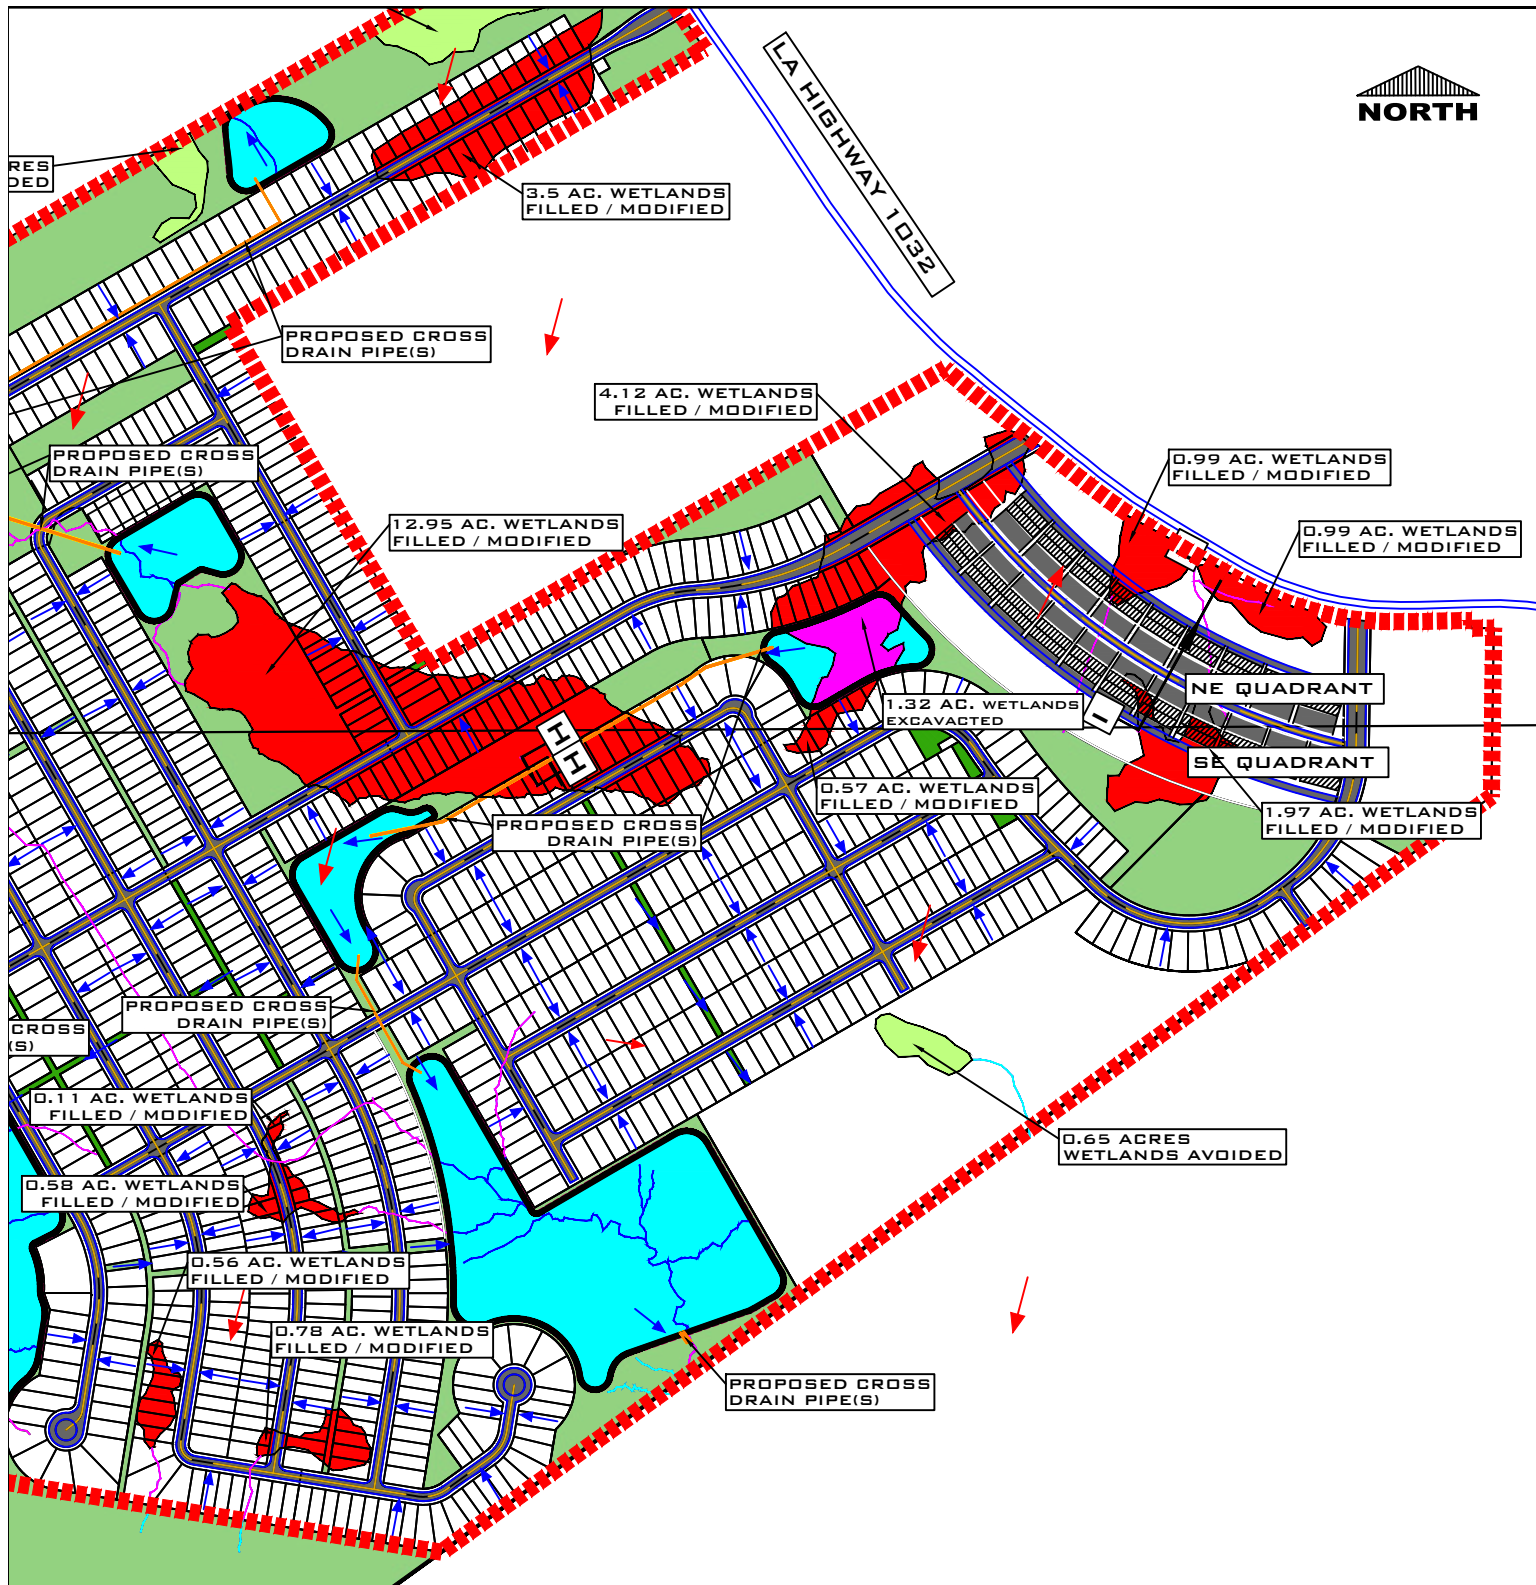 NORTH
LA HIGHWAY 1032
RES
DED
3.5 AC. WETLANDS
FILLED / MODIFIED
PROPOSED CROSS
DRAIN PIPE(S)
4.12 AC. WETLANDS
FILLED / MODIFIED
PROPOSED CROSS
DRAIN PIPE(S)
0.99 AC. WETLANDS
FILLED / MODIFIED
12.95 AC. WETLANDS
FILLED / MODIFIED
0.99 AC. WETLANDS
FILLED / MODIFIED
NE QUADRANT
1.32 AC. WETLANDS
EXCAVACTED
I
H
H
SE QUADRANT
0.57 AC. WETLANDS
FILLED / MODIFIED
1.97 AC. WETLANDS
FILLED / MODIFIED
PROPOSED CROSS
DRAIN PIPE(S)
PROPOSED CROSS
DRAIN PIPE(S)
CROSS
(S)
0.11 AC. WETLANDS
FILLED / MODIFIED
0.65 ACRES
WETLANDS AVOIDED
0.58 AC. WETLANDS
FILLED / MODIFIED
0.56 AC. WETLANDS
FILLED / MODIFIED
0.78 AC. WETLANDS
FILLED / MODIFIED
PROPOSED CROSS
DRAIN PIPE(S)